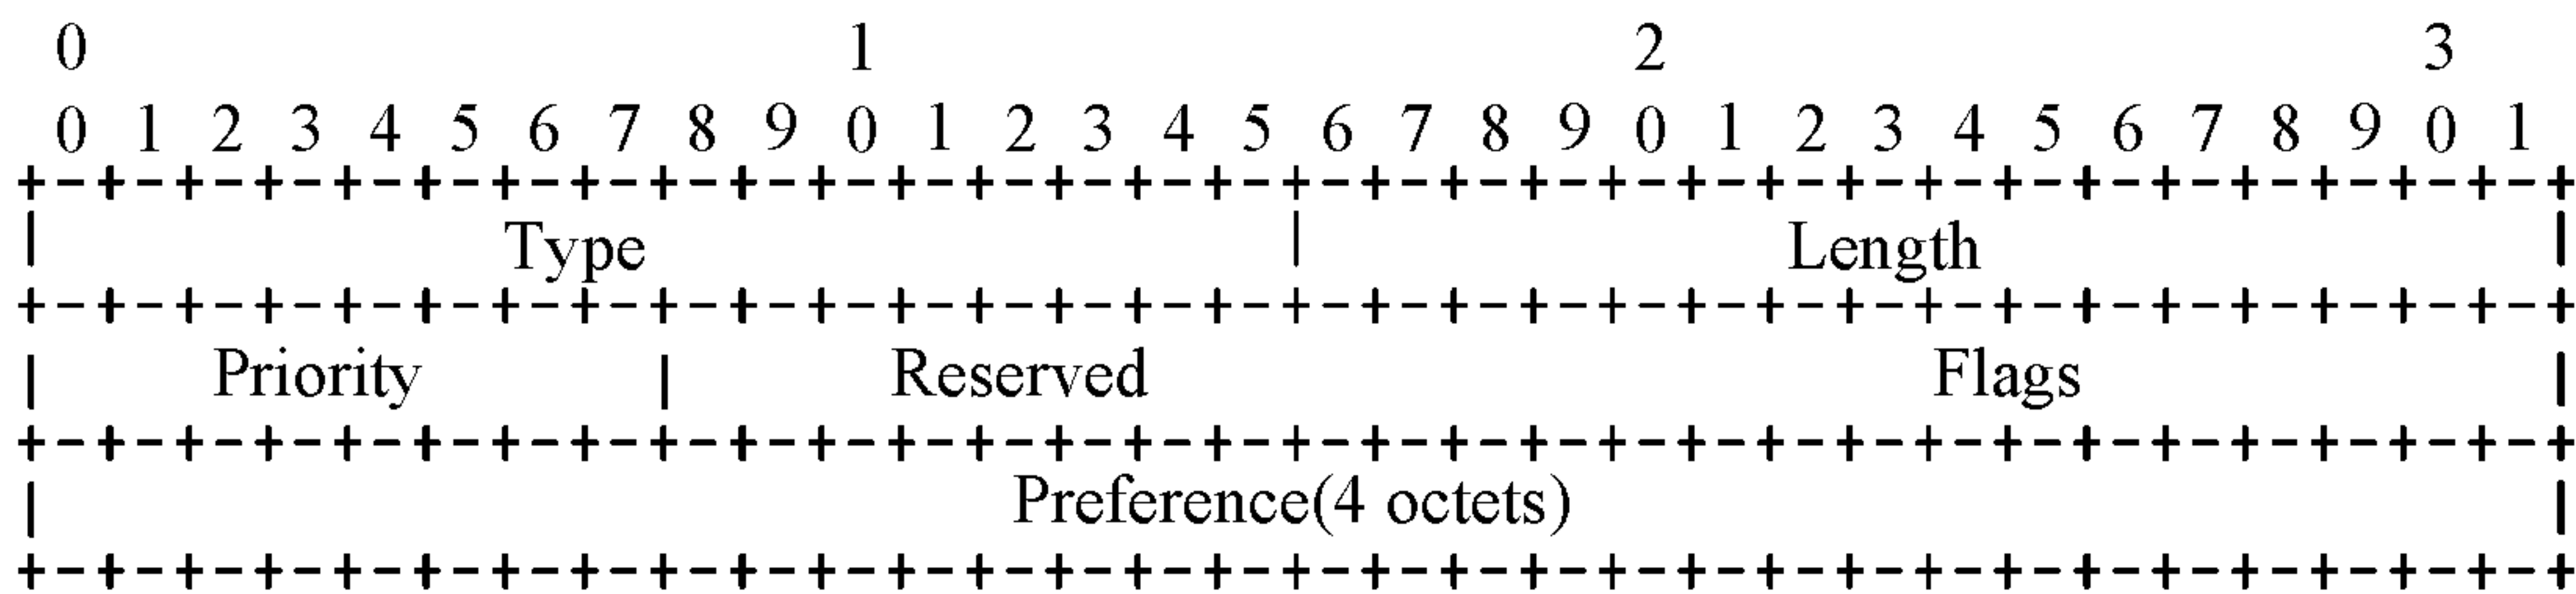 0 1 2 3
0 1 2 3 4 5 6 7 8 9 0 1 2 3 4 5 6 7 8 9 0 1 2 3 4 5 6 7 8 9 0 1
+-+-+-+-+-+-+-+-+-+-+-+-+-+-+-+-+-+-+-+-+-+-+-+-+-+-+-+-+-+-+-+-+
| Type | Length |
+-+-+-+-+-+-+-+-+-+-+-+-+-+-+-+-+-+-+-+-+-+-+-+-+-+-+-+-+-+-+-+-+
| Priority | Reserved Flags |
+-+-+-+-+-+-+-+-+-+-+-+-+-+-+-+-+-+-+-+-+-+-+-+-+-+-+-+-+-+-+-+-+
| Preference(4 octets) |
+-+-+-+-+-+-+-+-+-+-+-+-+-+-+-+-+-+-+-+-+-+-+-+-+-+-+-+-+-+-+-+-+